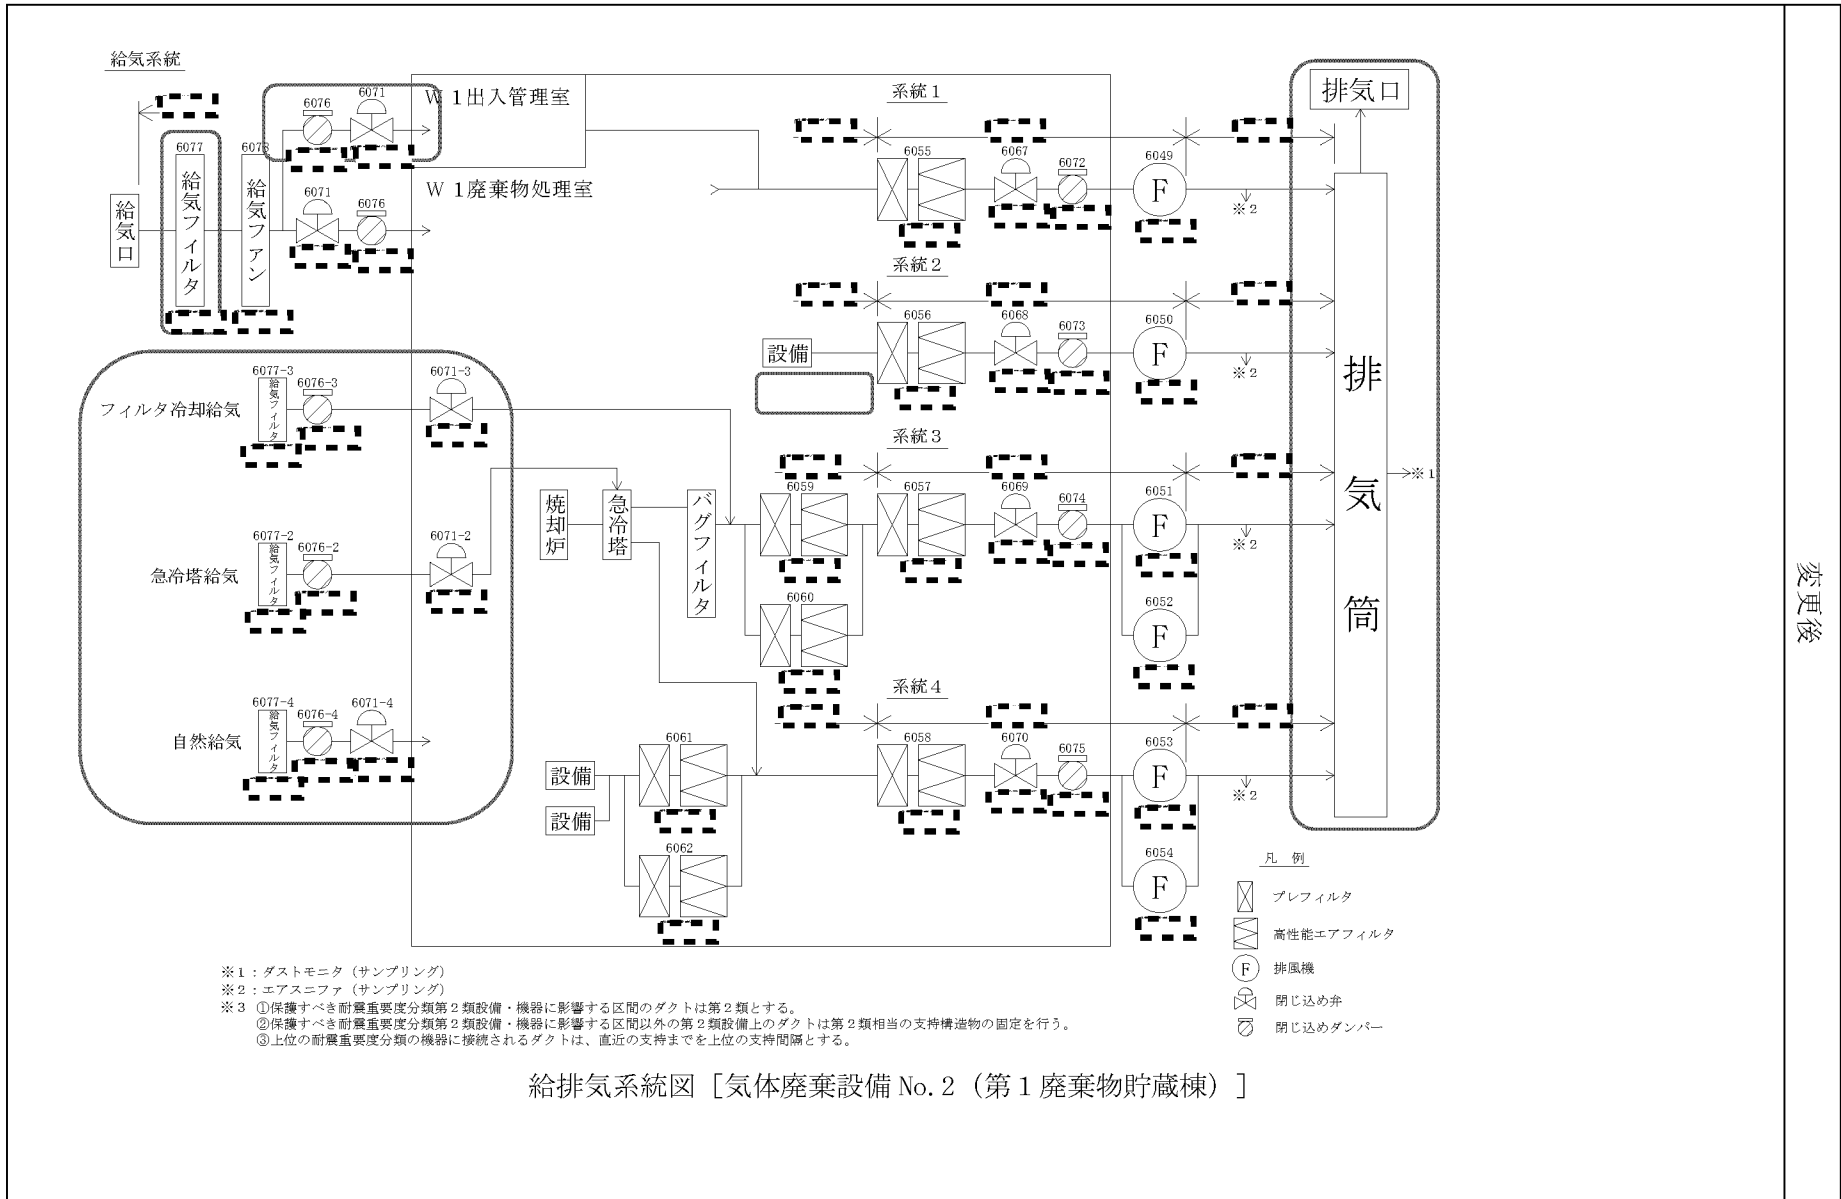 給気系統
6077
給気フィルタ
給気口
6078
給気ファン
6076
6071
W1出入管理室
6071
6076
W1廃棄物処理室
系統1
6055
6067
6072
6049
F
※2
系統2
設備
6056
6068
6073
6050
F
※2
フィルタ冷却給気
6077-3
給気フィルタ
6076-3
6071-3
急冷塔給気
6077-2
給気フィルタ
6076-2
6071-2
自然給気
6077-4
給気フィルタ
6076-4
6071-4
焼却炉
急冷塔
バグフィルタ
系統3
6059
6057
6069
6074
6051
F
※2
6060
6052
F
系統4
設備
設備
6061
6058
6070
6075
6053
F
※2
6062
6054
F
排気口
排気筒
※1
凡 例
プレフィルタ
高性能エアフィルタ
F 排風機
閉じ込め弁
閉じ込めダンパー
※1：ダストモニタ（サンプリング）
※2：エアスニファ（サンプリング）
※3 ①保護すべき耐震重要度分類第2類設備・機器に影響する区間のダクトは第2類とする。
②保護すべき耐震重要度分類第2類設備・機器に影響する区間以外の第2類設備上のダクトは第2類相当の支持構造物の固定を行う。
③上位の耐震重要度分類の機器に接続されるダクトは、直近の支持までを上位の支持間隔とする。
給排気系統図［気体廃棄設備 No.2（第1廃棄物貯蔵棟）］
変更後